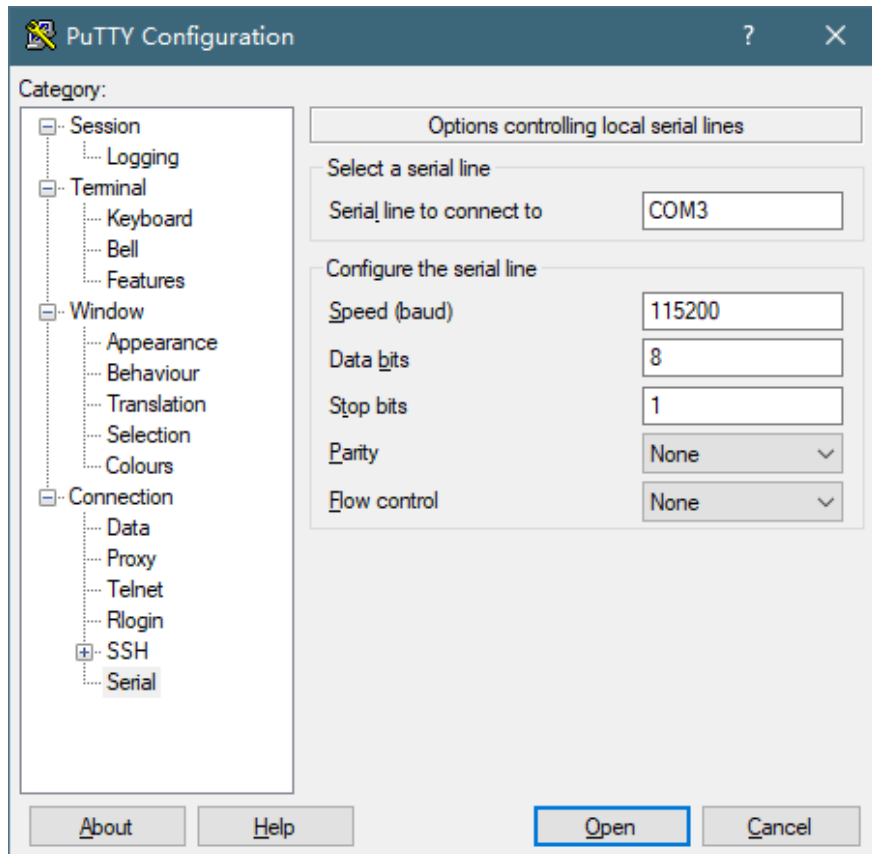 PuTTY Configuration
?
Category:
Session
Logging
Terminal
Keyboard
Bell
Features
Window
Appearance
Behaviour
Translation
Selection
Colours
Connection
Data
Proxy
Telnet
Rlogin
SSH
Serial
Options controlling local serial lines
Select a serial line
Serial line to connect to COM3
Configure the serial line
Speed (baud) 115200
Data bits 8
Stop bits 1
Parity None
Flow control None
About Help Open Cancel